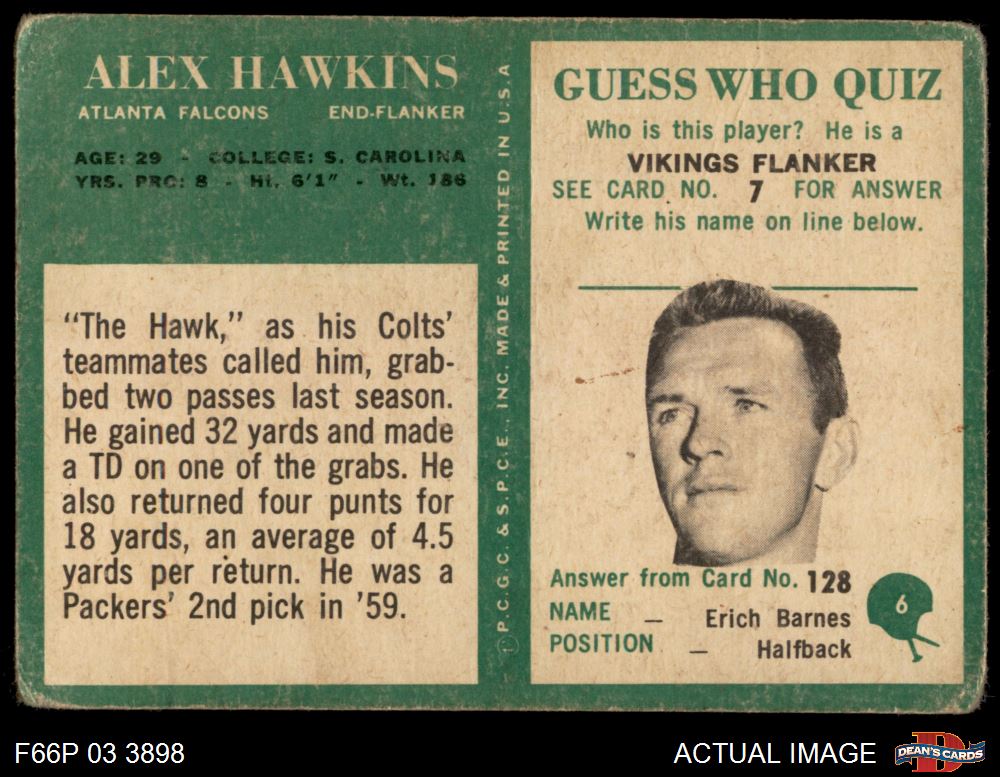 ALEX HAWKINS
ATLANTA FALCONS END-FLANKER
AGE: 29 - COLLEGE: S. CAROLINA
YRS. PRO: 8 - Ht. 6'1" - Wt. 186
"The Hawk," as his Colts'
teammates called him, grab-
bed two passes last season.
He gained 32 yards and made
a TD on one of the grabs. He
also returned four punts for
18 yards, an average of 4.5
yards per return. He was a
Packers' 2nd pick in '59.
© P.C.G.C. & S.P.C.E., INC. MADE & PRINTED IN U.S.A
GUESS WHO QUIZ
Who is this player? He is a
VIKINGS FLANKER
SEE CARD NO. 7 FOR ANSWER
Write his name on line below.
Answer from Card No. 128
NAME — Erich Barnes
POSITION — Halfback
6
F66P 03 3898
ACTUAL IMAGE
D
DEAN'S CARDS